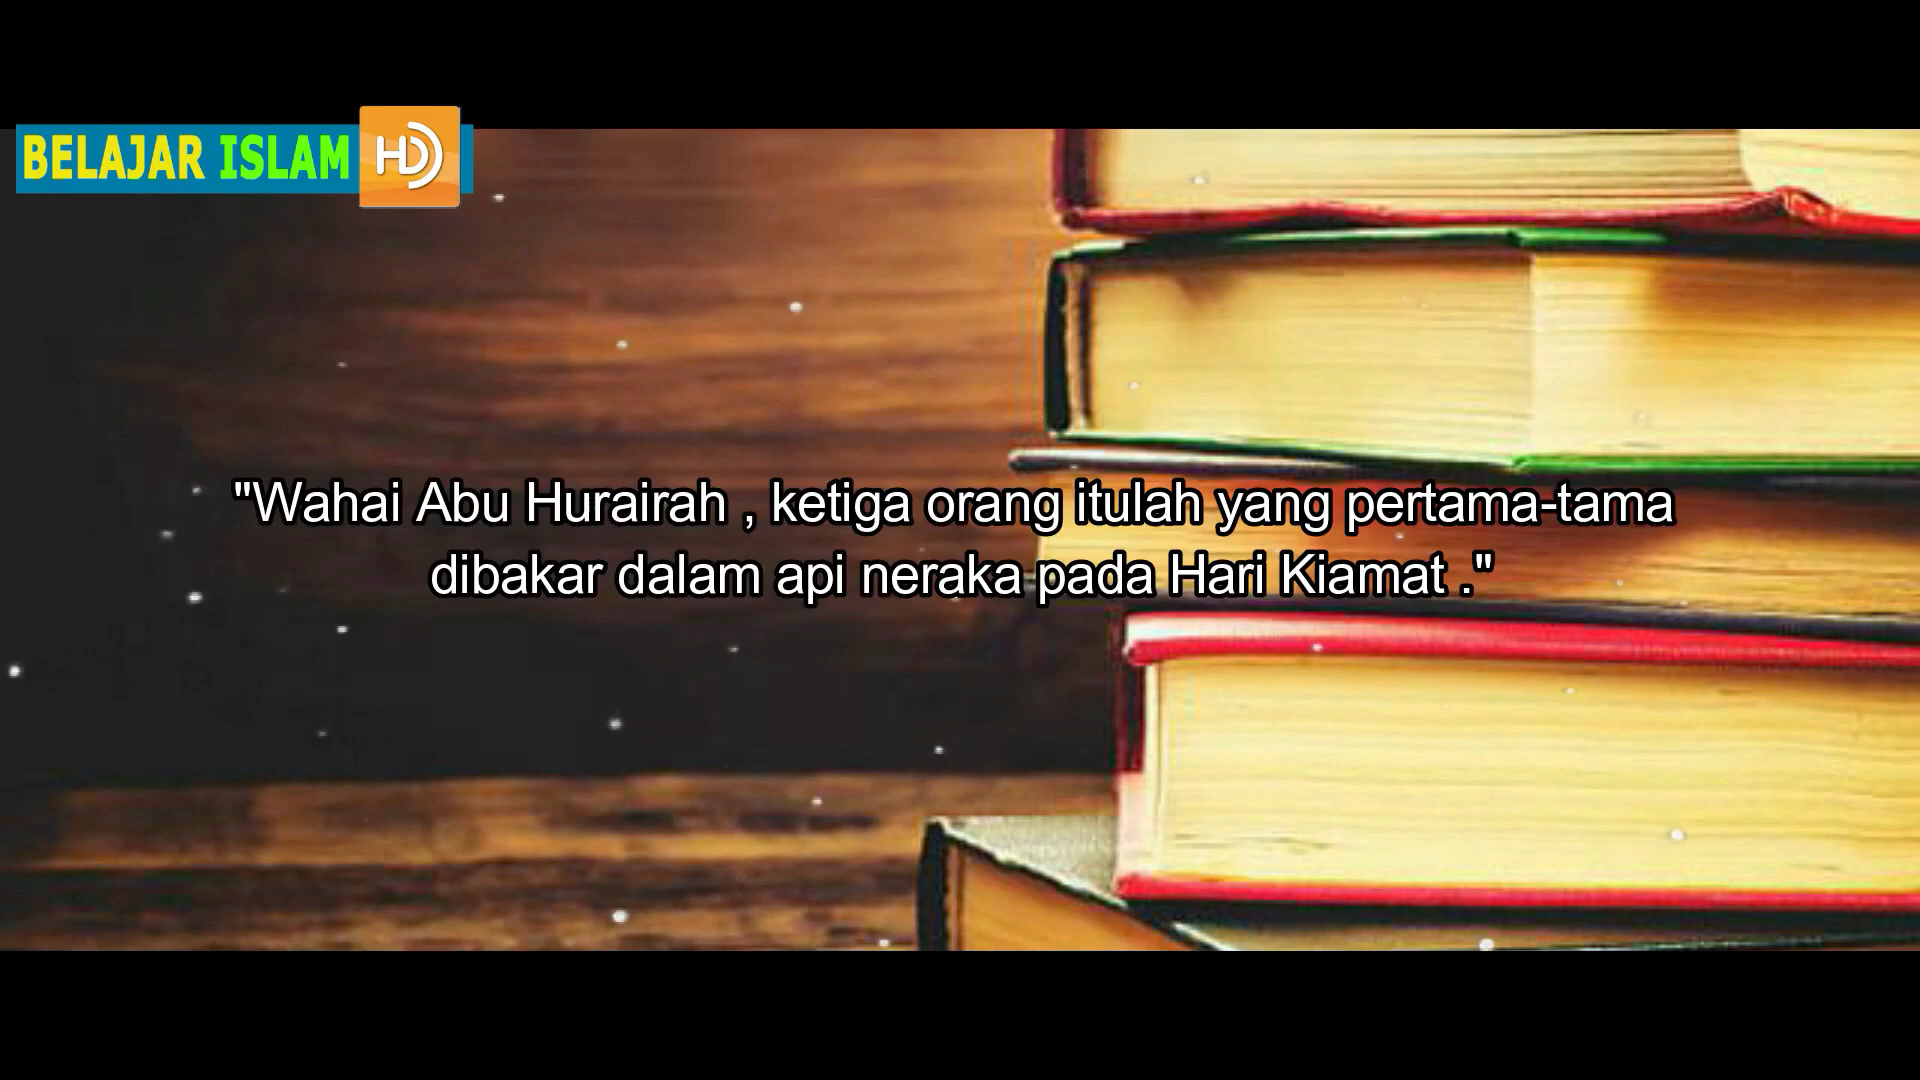 BELAJAR ISLAM HD
"Wahai Abu Hurairah , ketiga orang itulah yang pertama-tama
dibakar dalam api neraka pada Hari Kiamat ."